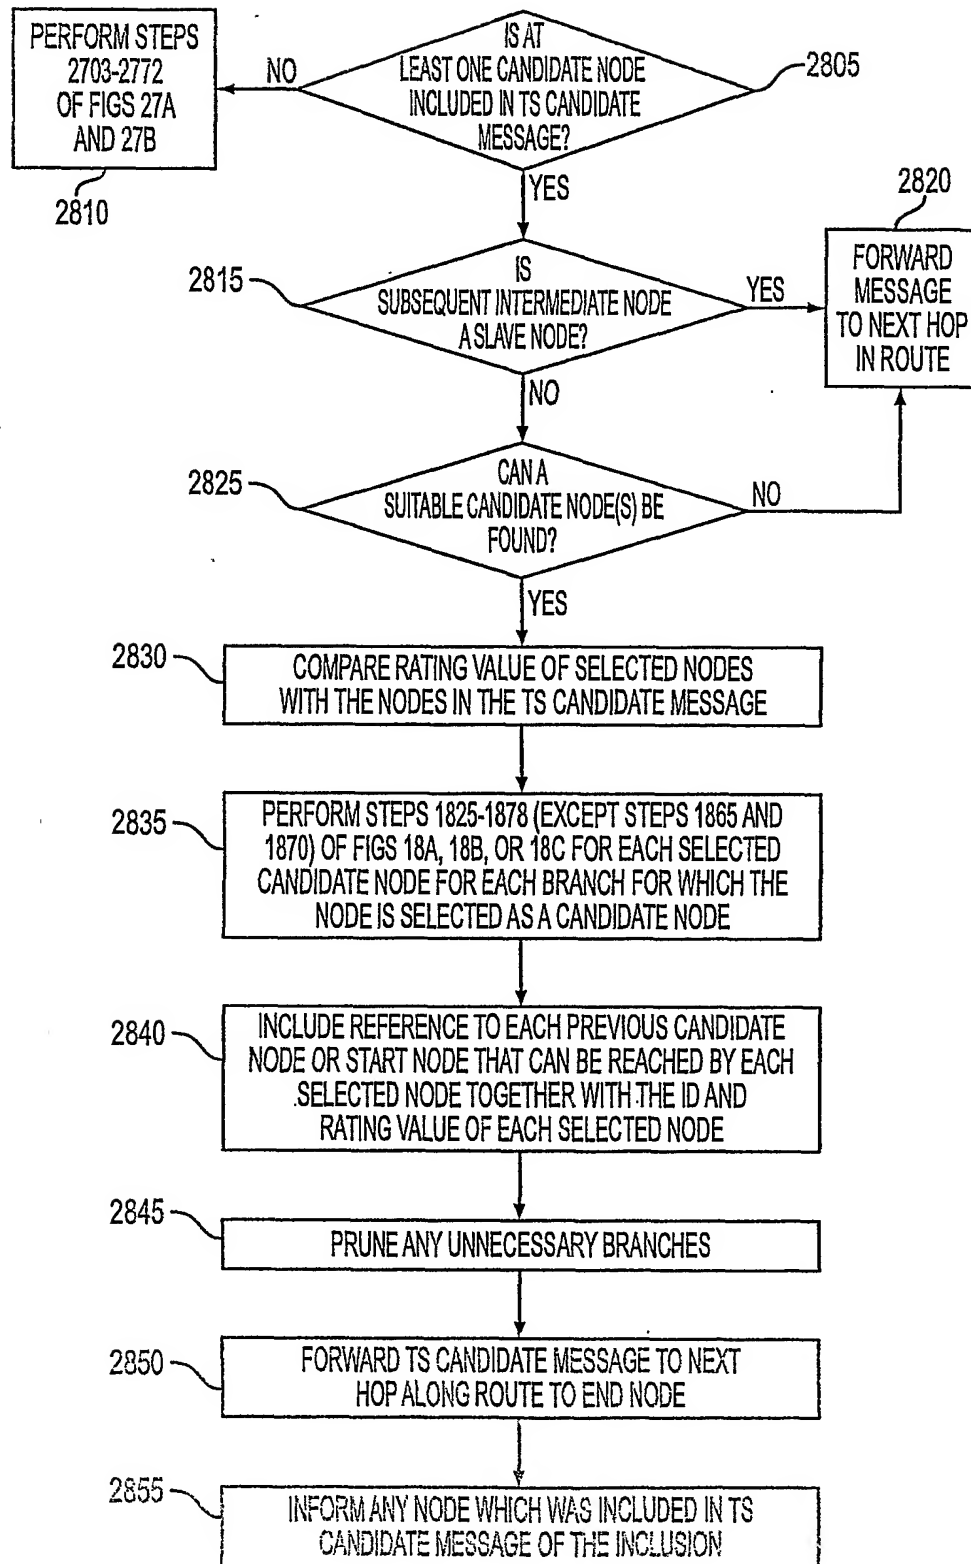 IS AT
LEAST ONE CANDIDATE NODE
INCLUDED IN TS CANDIDATE
MESSAGE?
2805
NO
PERFORM STEPS
2703-2772
OF FIGS 27A
AND 27B
2810
YES
2820
2815
IS
SUBSEQUENT INTERMEDIATE NODE
A SLAVE NODE?
YES
FORWARD
MESSAGE
TO NEXT HOP
IN ROUTE
NO
2825
CAN A
SUITABLE CANDIDATE NODE(S) BE
FOUND?
NO
YES
2830
COMPARE RATING VALUE OF SELECTED NODES
WITH THE NODES IN THE TS CANDIDATE MESSAGE
2835
PERFORM STEPS 1825-1878 (EXCEPT STEPS 1865 AND
1870) OF FIGS 18A, 18B, OR 18C FOR EACH SELECTED
CANDIDATE NODE FOR EACH BRANCH FOR WHICH THE
NODE IS SELECTED AS A CANDIDATE NODE
2840
INCLUDE REFERENCE TO EACH PREVIOUS CANDIDATE
NODE OR START NODE THAT CAN BE REACHED BY EACH
SELECTED NODE TOGETHER WITH THE ID AND
RATING VALUE OF EACH SELECTED NODE
2845
PRUNE ANY UNNECESSARY BRANCHES
2850
FORWARD TS CANDIDATE MESSAGE TO NEXT
HOP ALONG ROUTE TO END NODE
2855
INFORM ANY NODE WHICH WAS INCLUDED IN TS
CANDIDATE MESSAGE OF THE INCLUSION